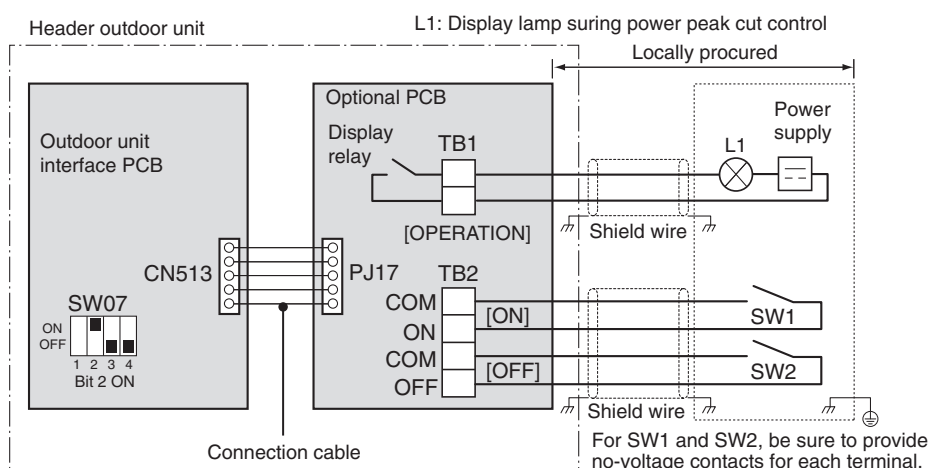 Header outdoor unit
L1: Display lamp suring power peak cut control
Locally procured
Outdoor unit
interface PCB
Optional PCB
Display
relay
TB1
[OPERATION]
Power
supply
L1
Shield wire
CN513
PJ17
TB2
COM
ON
COM
OFF
[ON]
[OFF]
SW1
SW2
SW07
ON
OFF
1 2 3 4
Bit 2 ON
Shield wire
Connection cable
For SW1 and SW2, be sure to provide
no-voltage contacts for each terminal.